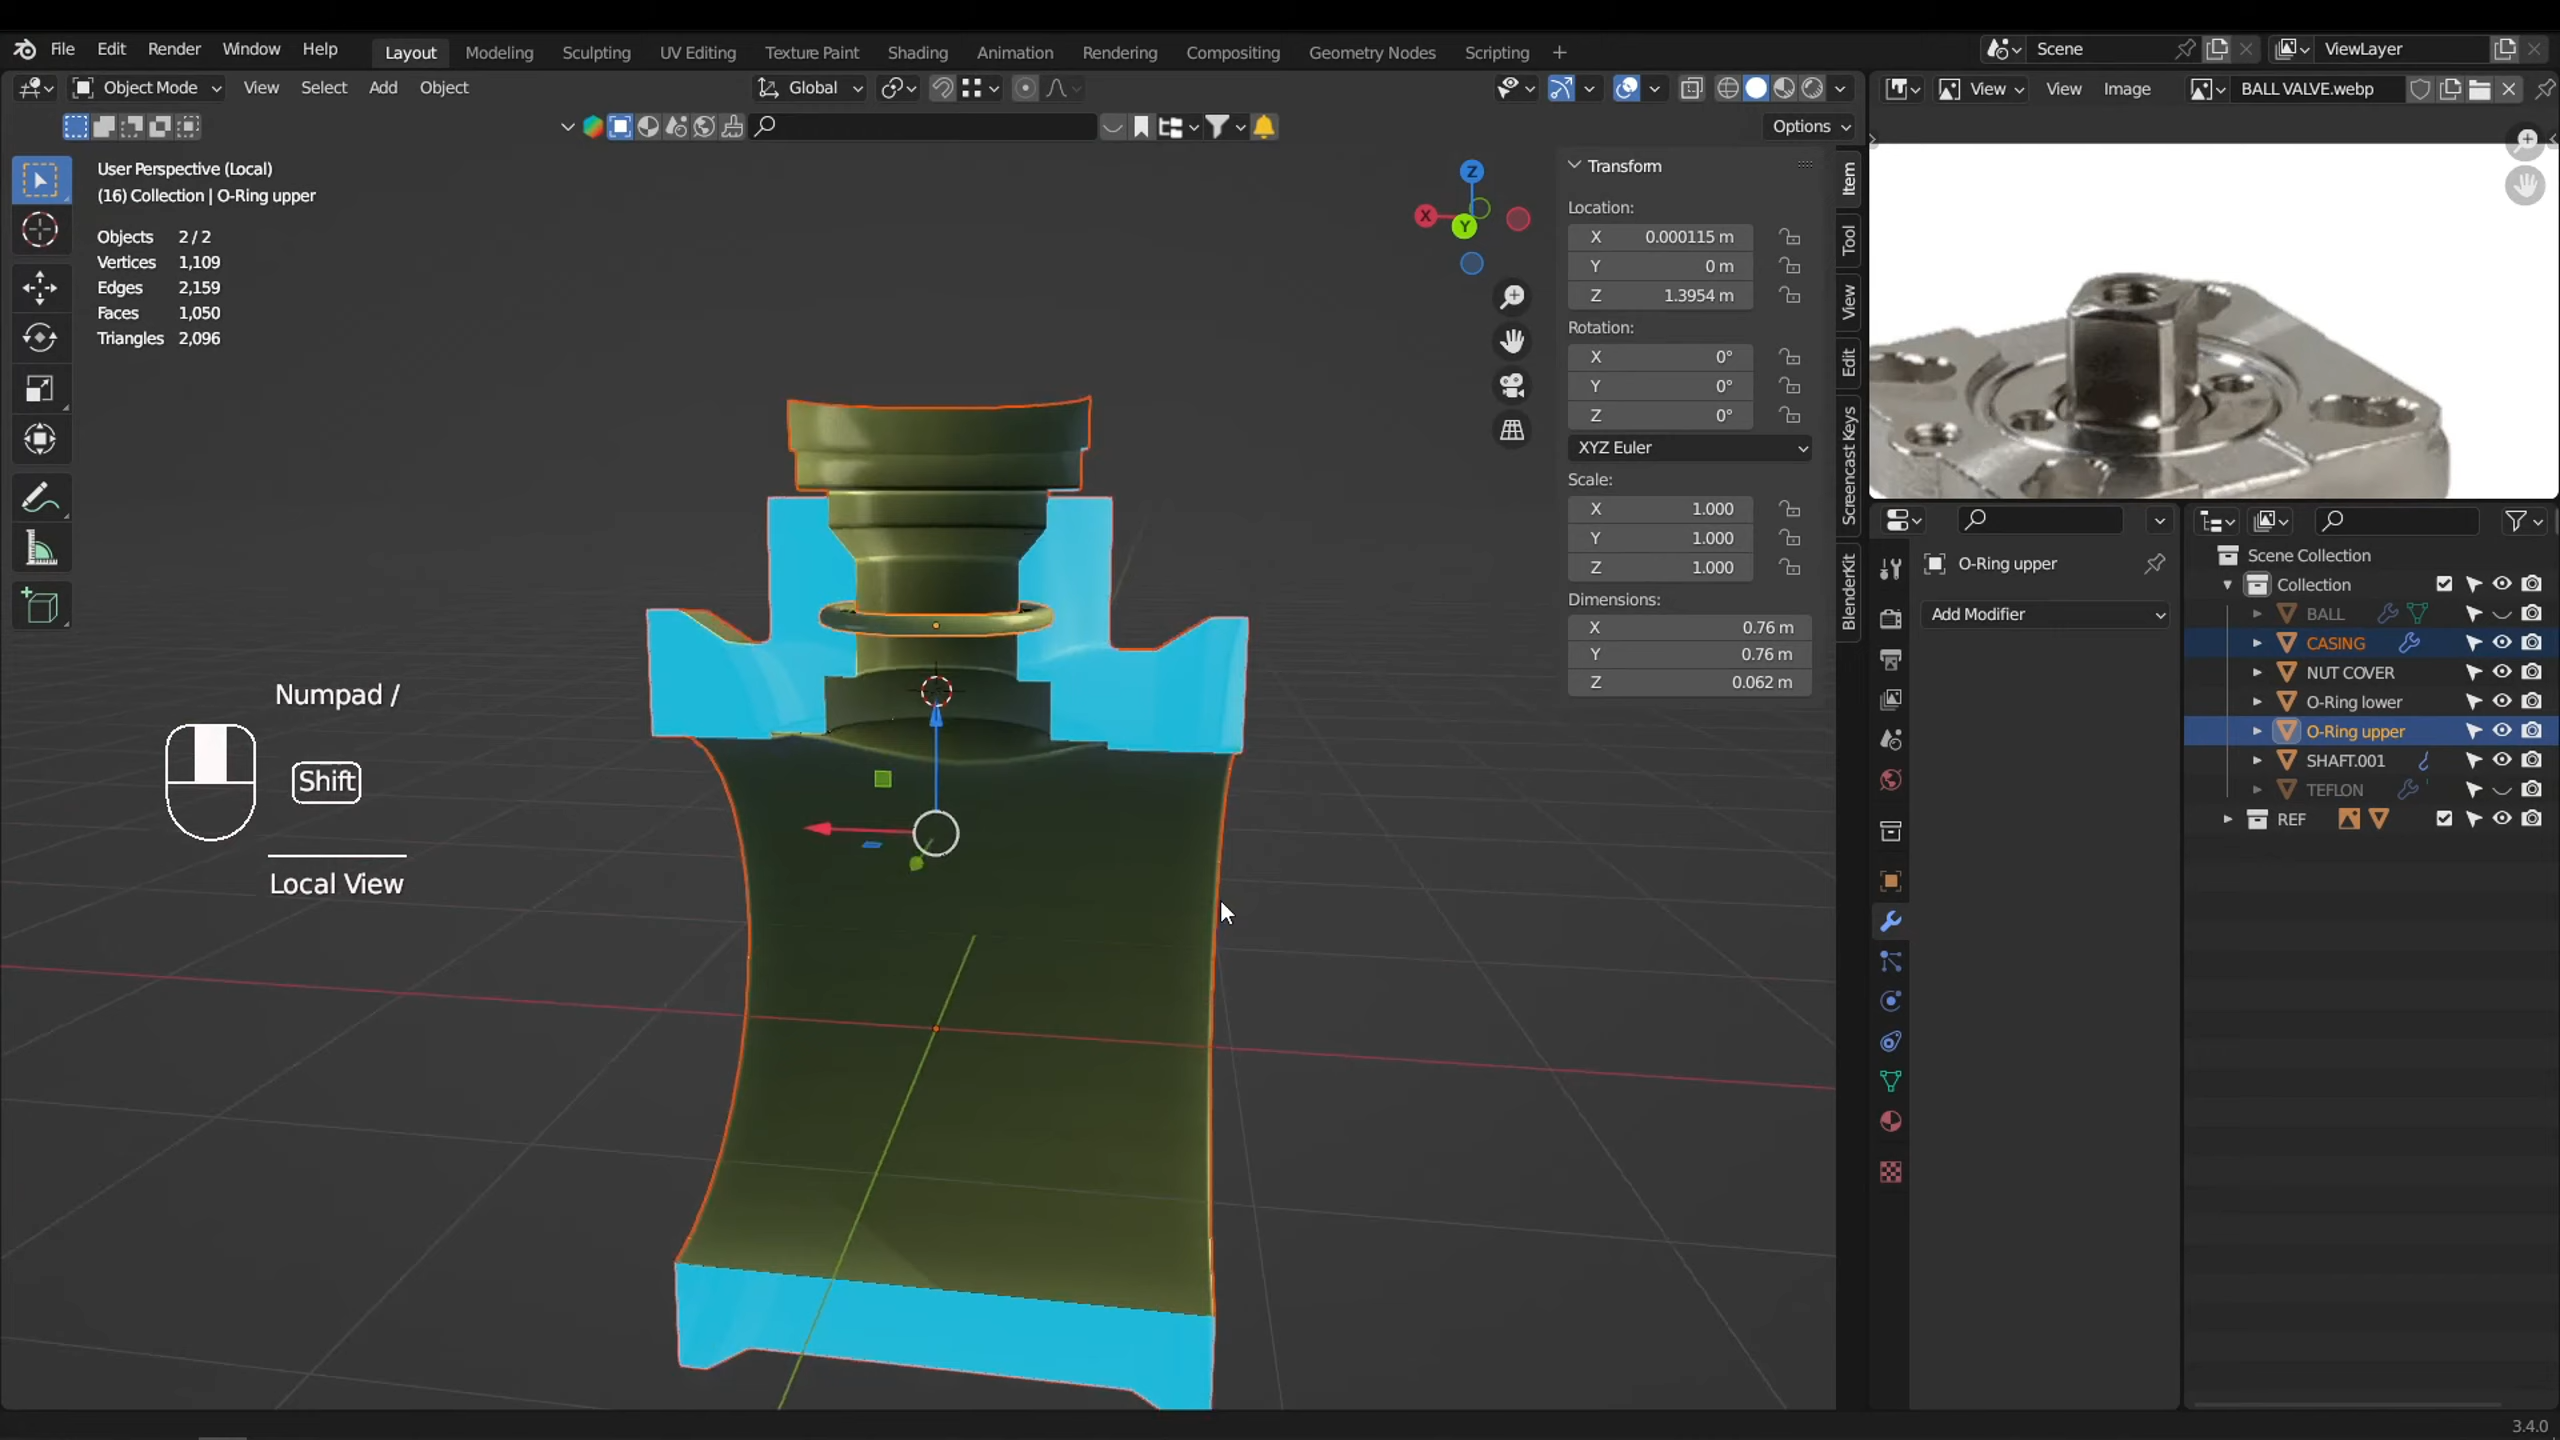 File Edit Render Window Help Layout Modeling Sculpting UV Editing Texture Paint Shading Animation Rendering Compositing Geometry Nodes Scripting + Scene ViewLayer
Object Mode View Select Add Object Global View View Image BALL VALVE.webp
Options
User Perspective (Local)
(16) Collection | O-Ring upper
Objects 2 / 2
Vertices 1,109
Edges 2,159
Faces 1,050
Triangles 2,096
Z
X
Y
Transform
Location:
X 0.000115 m
Y 0 m
Z 1.3954 m
Rotation:
X 0°
Y 0°
Z 0°
XYZ Euler
Scale:
X 1.000
Y 1.000
Z 1.000
Dimensions:
X 0.76 m
Y 0.76 m
Z 0.062 m
Item
Tool
View
Edit
Screencast Keys
BlenderKit
Numpad /
Shift
Local View
O-Ring upper
Add Modifier
Scene Collection
Collection
BALL
CASING
NUT COVER
O-Ring lower
O-Ring upper
SHAFT.001
TEFLON
REF
3.4.0